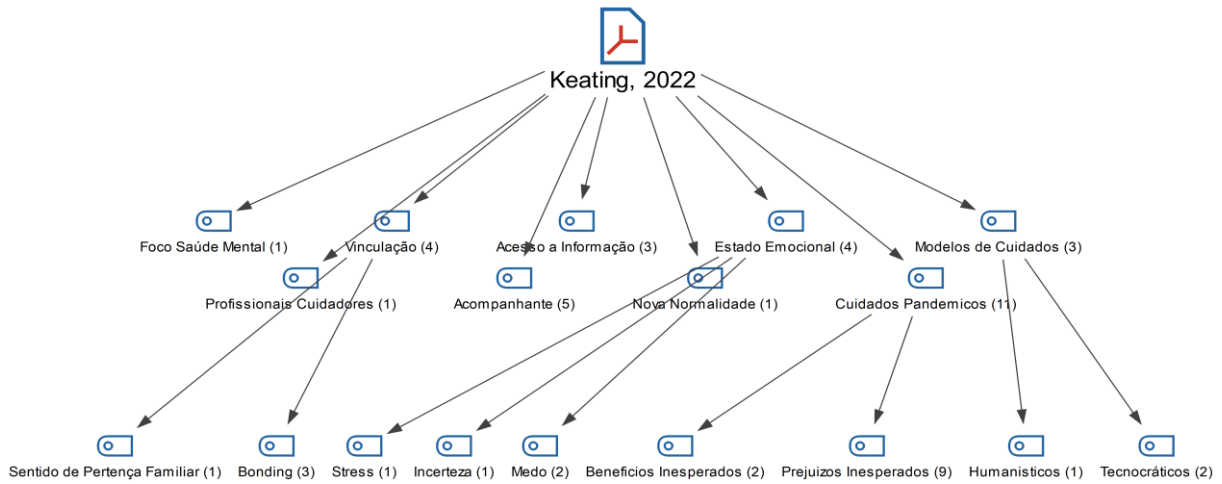 Keating, 2022
Foco Saúde Mental (1)
Vinculação (4)
Acesso a Informação (3)
Estado Emocional (4)
Modelos de Cuidados (3)
Profissionais Cuidadores (1)
Acompanhante (5)
Nova Normalidade (1)
Cuidados Pandemicos (11)
Sentido de Pertença Familiar (1)
Bonding (3)
Stress (1)
Incerteza (1)
Medo (2)
Beneficios Inesperados (2)
Prejuizos Inesperados (9)
Humanisticos (1)
Tecnocráticos (2)